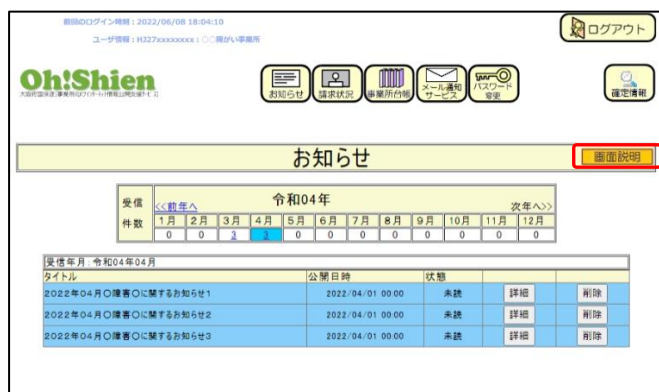 前回のログイン時間：2022/06/08 18:04:10
ユーザ情報：HJ27xxxxxxxx：○○障がい事業所
ログアウト
Oh!Shien
お知らせ
請求状況
事業所台帳
メール通知サービス
パスワード変更
確定情報
お知らせ
画面説明
受信件数
<<前年へ 令和04年 次年へ>>
1月 2月 3月 4月 5月 6月 7月 8月 9月 10月 11月 12月
0 0 3 3 0 0 0 0 0 0 0 0
受信年月:令和04年04月
タイトル 公開日時 状態
2022年04月○障害○に関するお知らせ1 2022/04/01 00:00 未読 詳細 削除
2022年04月○障害○に関するお知らせ2 2022/04/01 00:00 未読 詳細 削除
2022年04月○障害○に関するお知らせ3 2022/04/01 00:00 未読 詳細 削除